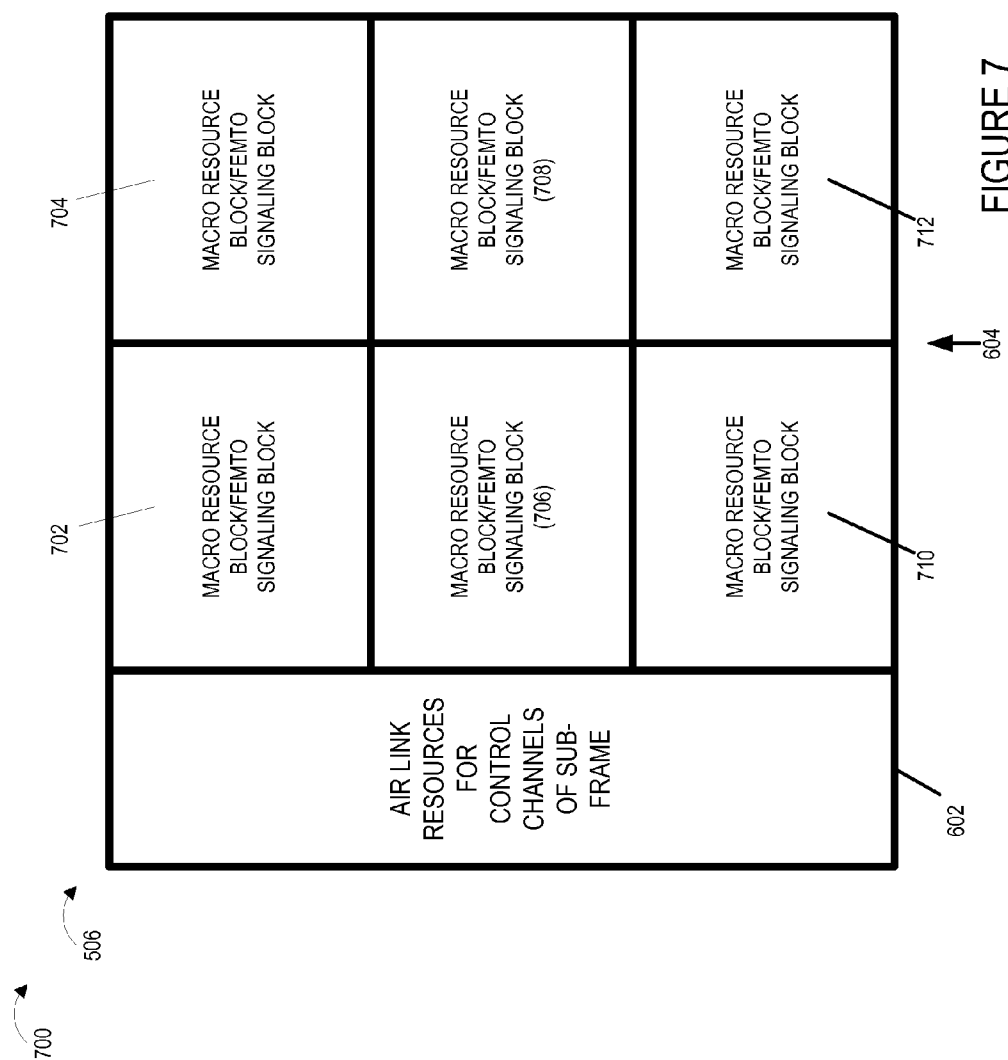 700
506
702
704
AIR LINK
RESOURCES
FOR
CONTROL
CHANNELS
OF SUB-
FRAME
MACRO RESOURCE
BLOCK/FEMTO
SIGNALING BLOCK
MACRO RESOURCE
BLOCK/FEMTO
SIGNALING BLOCK
MACRO RESOURCE
BLOCK/FEMTO
SIGNALING BLOCK
(706)
MACRO RESOURCE
BLOCK/FEMTO
SIGNALING BLOCK
(708)
MACRO RESOURCE
BLOCK/FEMTO
SIGNALING BLOCK
MACRO RESOURCE
BLOCK/FEMTO
SIGNALING BLOCK
602
710
712
604
FIGURE 7